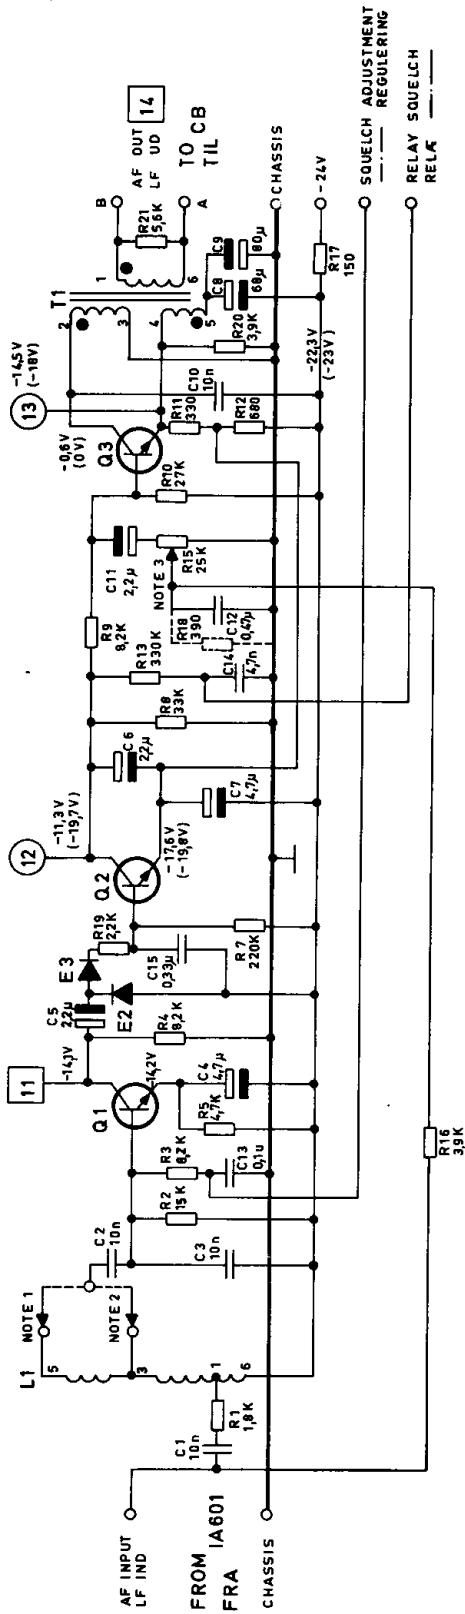 AF INPUT
LF IND
FROM IA601
FRA
CHASSIS
C1
10n
R1
1,8K
L1
5
3
1
6
NOTE 1
NOTE 2
C2
10n
C3
10n
R2
15K
R3
8,2K
C13
0,1u
R5
4,7K
C4
4,7µ
Q1
11
-14,1V
-14,2V
R4
8,2K
C5
2,2µ
E3
E2
R19
2,2K
C15
0,33µ
R7
220K
Q2
12
-11,3V
(-19,7V)
-17,6V
(-19,8V)
C6
2,2µ
C7
4,7µ
R8
33K
R13
330K
C14
4,7n
R9
8,2K
R18
390
C12
0,47µ
NOTE 3
C11
2,2µ
R15
25K
R10
27K
Q3
-0,6V
(0V)
13
-14,5V
(-18V)
R11
330
R12
680
C10
10n
R20
3,9K
T1
2
3
4
5
1
6
C8
68µ
C9
80µ
R21
5,6K
B
A
AF OUT
LF UD
14
TO CB
TIL
CHASSIS
-22,3V
(-23V)
R17
150
-24V
R16
3,9K
SQUELCH ADJUSTMENT
REGULERING
RELAY SQUELCH
RELÆ